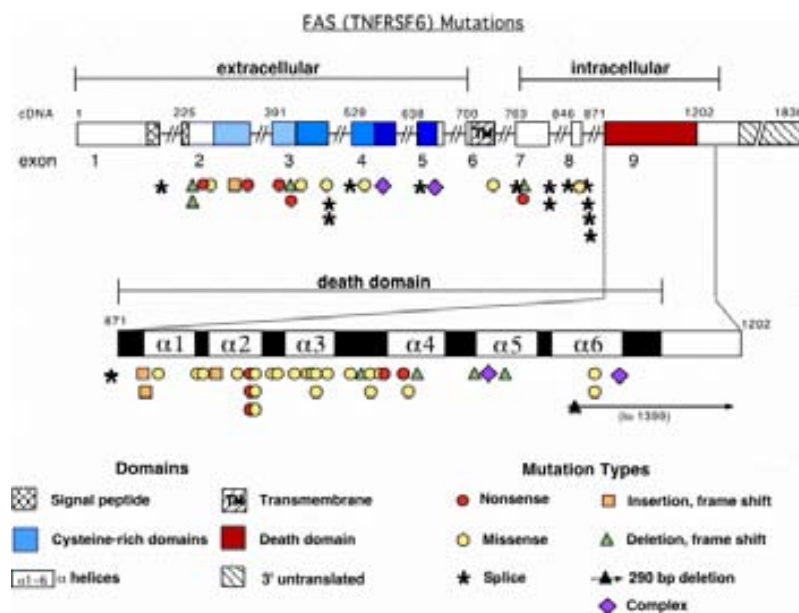 FAS (TNFRSF6) Mutations
extracellular intracellular
cDNA 1 225 391 529 638 700 763 846 871 1202 1836
TM
exon 1 2 3 4 5 6 7 8 9
death domain
871 1202
α1 α2 α3 α4 α5 α6
(to 1399)
Domains Mutation Types
Signal peptide TM Transmembrane Nonsense Insertion, frame shift
Cysteine-rich domains Death domain Missense Deletion, frame shift
α1-6 α helices 3' untranslated Splice 290 bp deletion
Complex